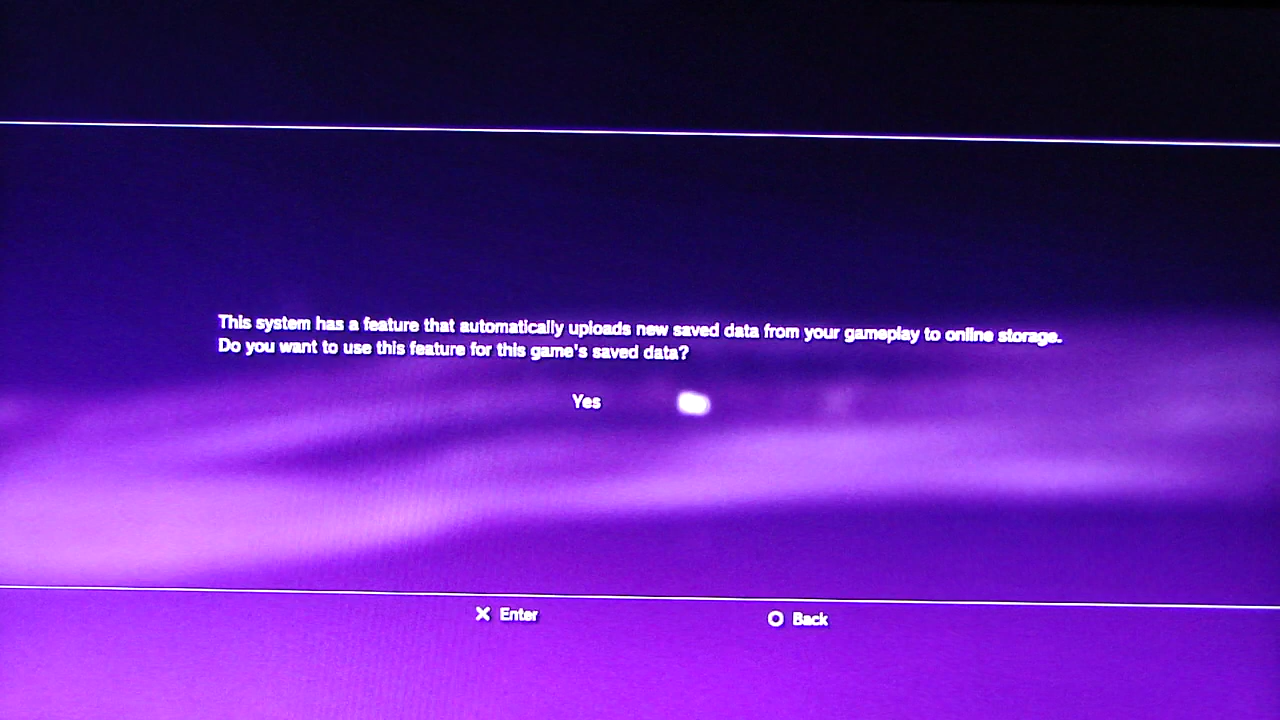 This system has a feature that automatically uploads new saved data from your gameplay to online storage.
Do you want to use this feature for this game's saved data?
Yes
Enter
Back